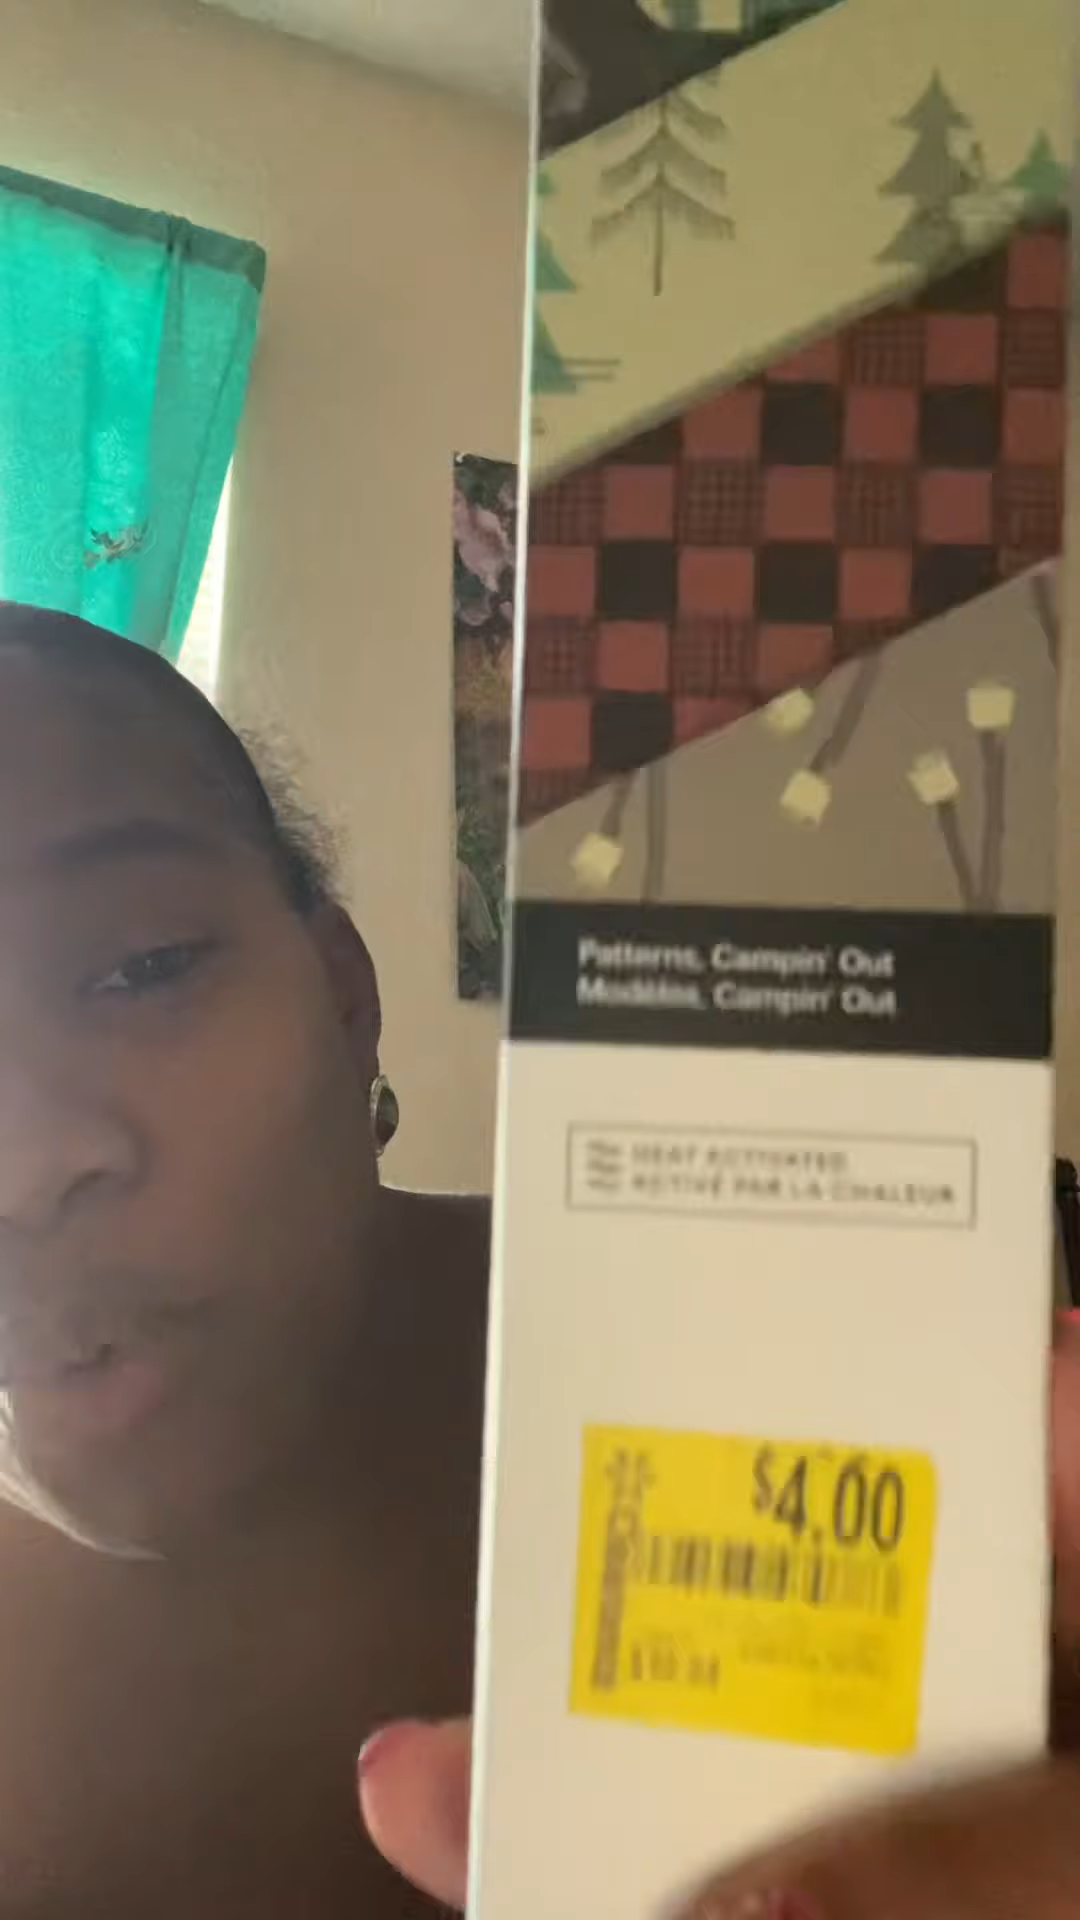 Patterns, Campin' Out
Modèles, Campin' Out
HEAT ACTIVATED
ACTIVÉ PAR LA CHALEUR
$4.00